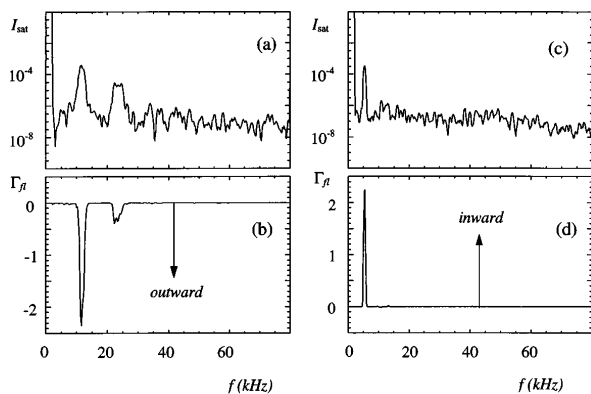 I_sat
(a)
10^-4
10^-8
Γ_fl
0
-1
-2
(b)
outward
0
20
40
60
f (kHz)
I_sat
(c)
10^-4
10^-8
Γ_fl
2
1
0
(d)
inward
0
20
40
60
f (kHz)